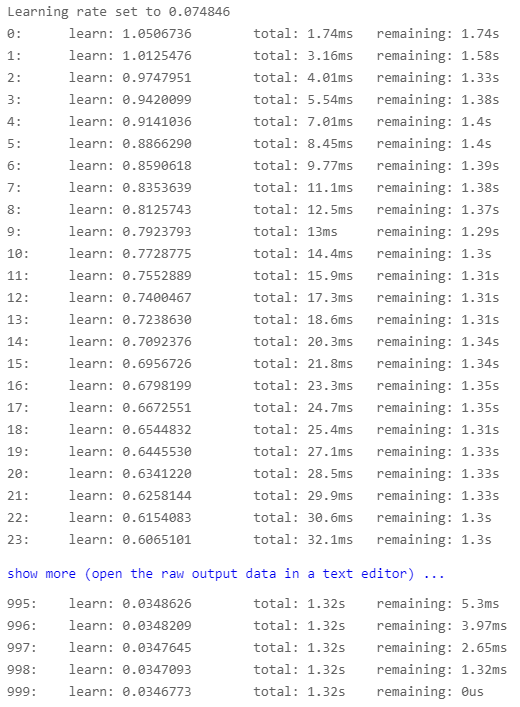 Learning rate set to 0.074846
0: learn: 1.0506736 total: 1.74ms remaining: 1.74s
1: learn: 1.0125476 total: 3.16ms remaining: 1.58s
2: learn: 0.9747951 total: 4.01ms remaining: 1.33s
3: learn: 0.9420099 total: 5.54ms remaining: 1.38s
4: learn: 0.9141036 total: 7.01ms remaining: 1.4s
5: learn: 0.8866290 total: 8.45ms remaining: 1.4s
6: learn: 0.8590618 total: 9.77ms remaining: 1.39s
7: learn: 0.8353639 total: 11.1ms remaining: 1.38s
8: learn: 0.8125743 total: 12.5ms remaining: 1.37s
9: learn: 0.7923793 total: 13ms remaining: 1.29s
10: learn: 0.7728775 total: 14.4ms remaining: 1.3s
11: learn: 0.7552889 total: 15.9ms remaining: 1.31s
12: learn: 0.7400467 total: 17.3ms remaining: 1.31s
13: learn: 0.7238630 total: 18.6ms remaining: 1.31s
14: learn: 0.7092376 total: 20.3ms remaining: 1.34s
15: learn: 0.6956726 total: 21.8ms remaining: 1.34s
16: learn: 0.6798199 total: 23.3ms remaining: 1.35s
17: learn: 0.6672551 total: 24.7ms remaining: 1.35s
18: learn: 0.6544832 total: 25.4ms remaining: 1.31s
19: learn: 0.6445530 total: 27.1ms remaining: 1.33s
20: learn: 0.6341220 total: 28.5ms remaining: 1.33s
21: learn: 0.6258144 total: 29.9ms remaining: 1.33s
22: learn: 0.6154083 total: 30.6ms remaining: 1.3s
23: learn: 0.6065101 total: 32.1ms remaining: 1.3s
show more (open the raw output data in a text editor) ...
995: learn: 0.0348626 total: 1.32s remaining: 5.3ms
996: learn: 0.0348209 total: 1.32s remaining: 3.97ms
997: learn: 0.0347645 total: 1.32s remaining: 2.65ms
998: learn: 0.0347093 total: 1.32s remaining: 1.32ms
999: learn: 0.0346773 total: 1.32s remaining: 0us